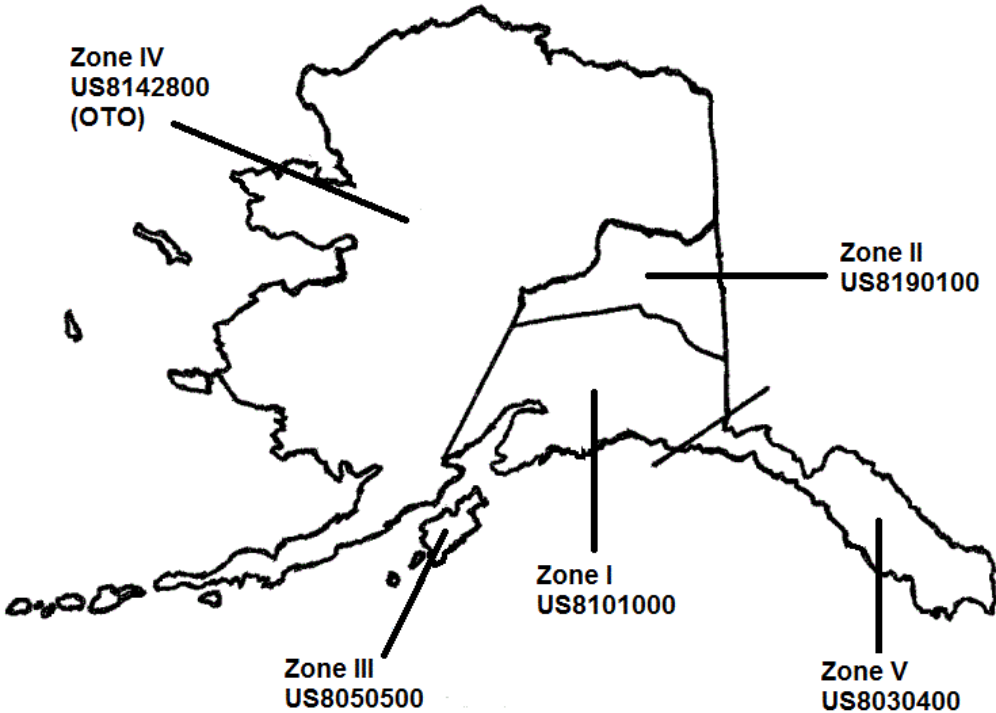 Zone IV
US8142800
(OTO)
Zone II
US8190100
Zone I
US8101000
Zone III
US8050500
Zone V
US8030400